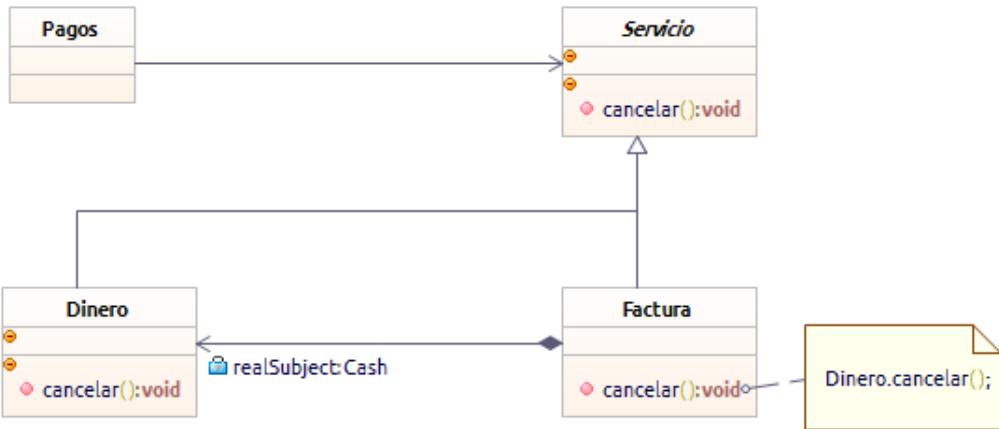 Pagos
Servicio
cancelar():void
Dinero
Factura
realSubject:Cash
cancelar():void
cancelar():void
Dinero.cancelar();